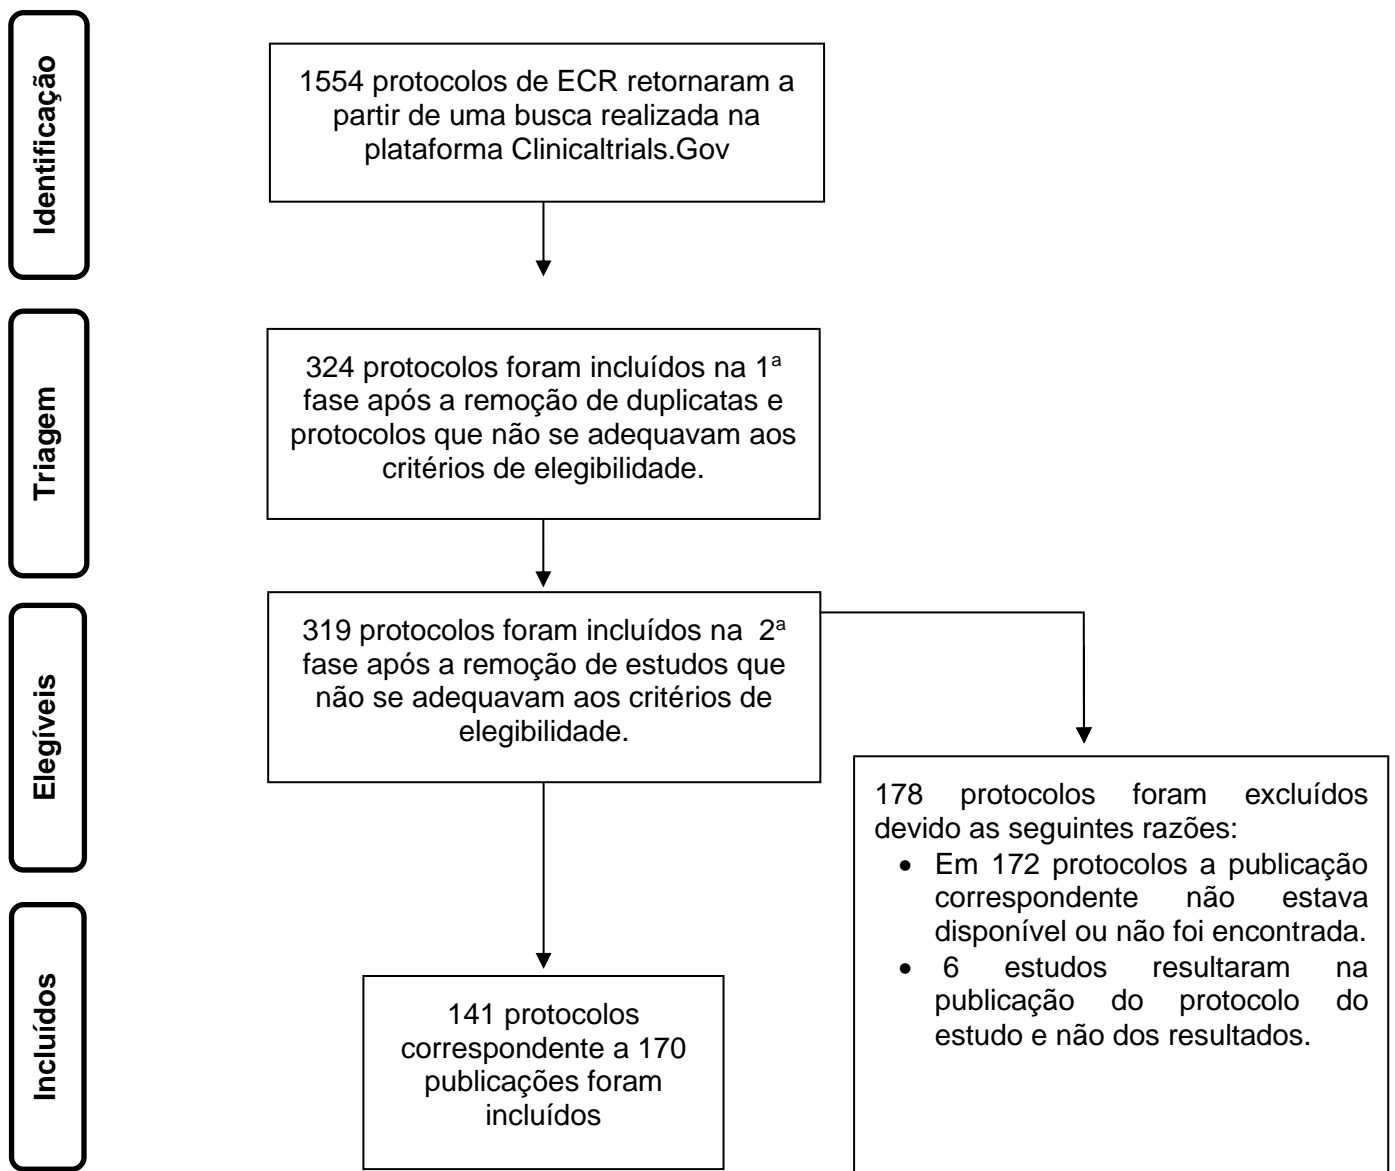 Identificação
1554 protocolos de ECR retornaram a
partir de uma busca realizada na
plataforma Clinicaltrials.Gov
Triagem
324 protocolos foram incluídos na 1ª
fase após a remoção de duplicatas e
protocolos que não se adequavam aos
critérios de elegibilidade.
Elegíveis
319 protocolos foram incluídos na 2ª
fase após a remoção de estudos que
não se adequavam aos critérios de
elegibilidade.
178 protocolos foram excluídos
devido as seguintes razões:
• Em 172 protocolos a publicação
correspondente não estava
disponível ou não foi encontrada.
• 6 estudos resultaram na
publicação do protocolo do
estudo e não dos resultados.
Incluídos
141 protocolos
correspondente a 170
publicações foram
incluídos